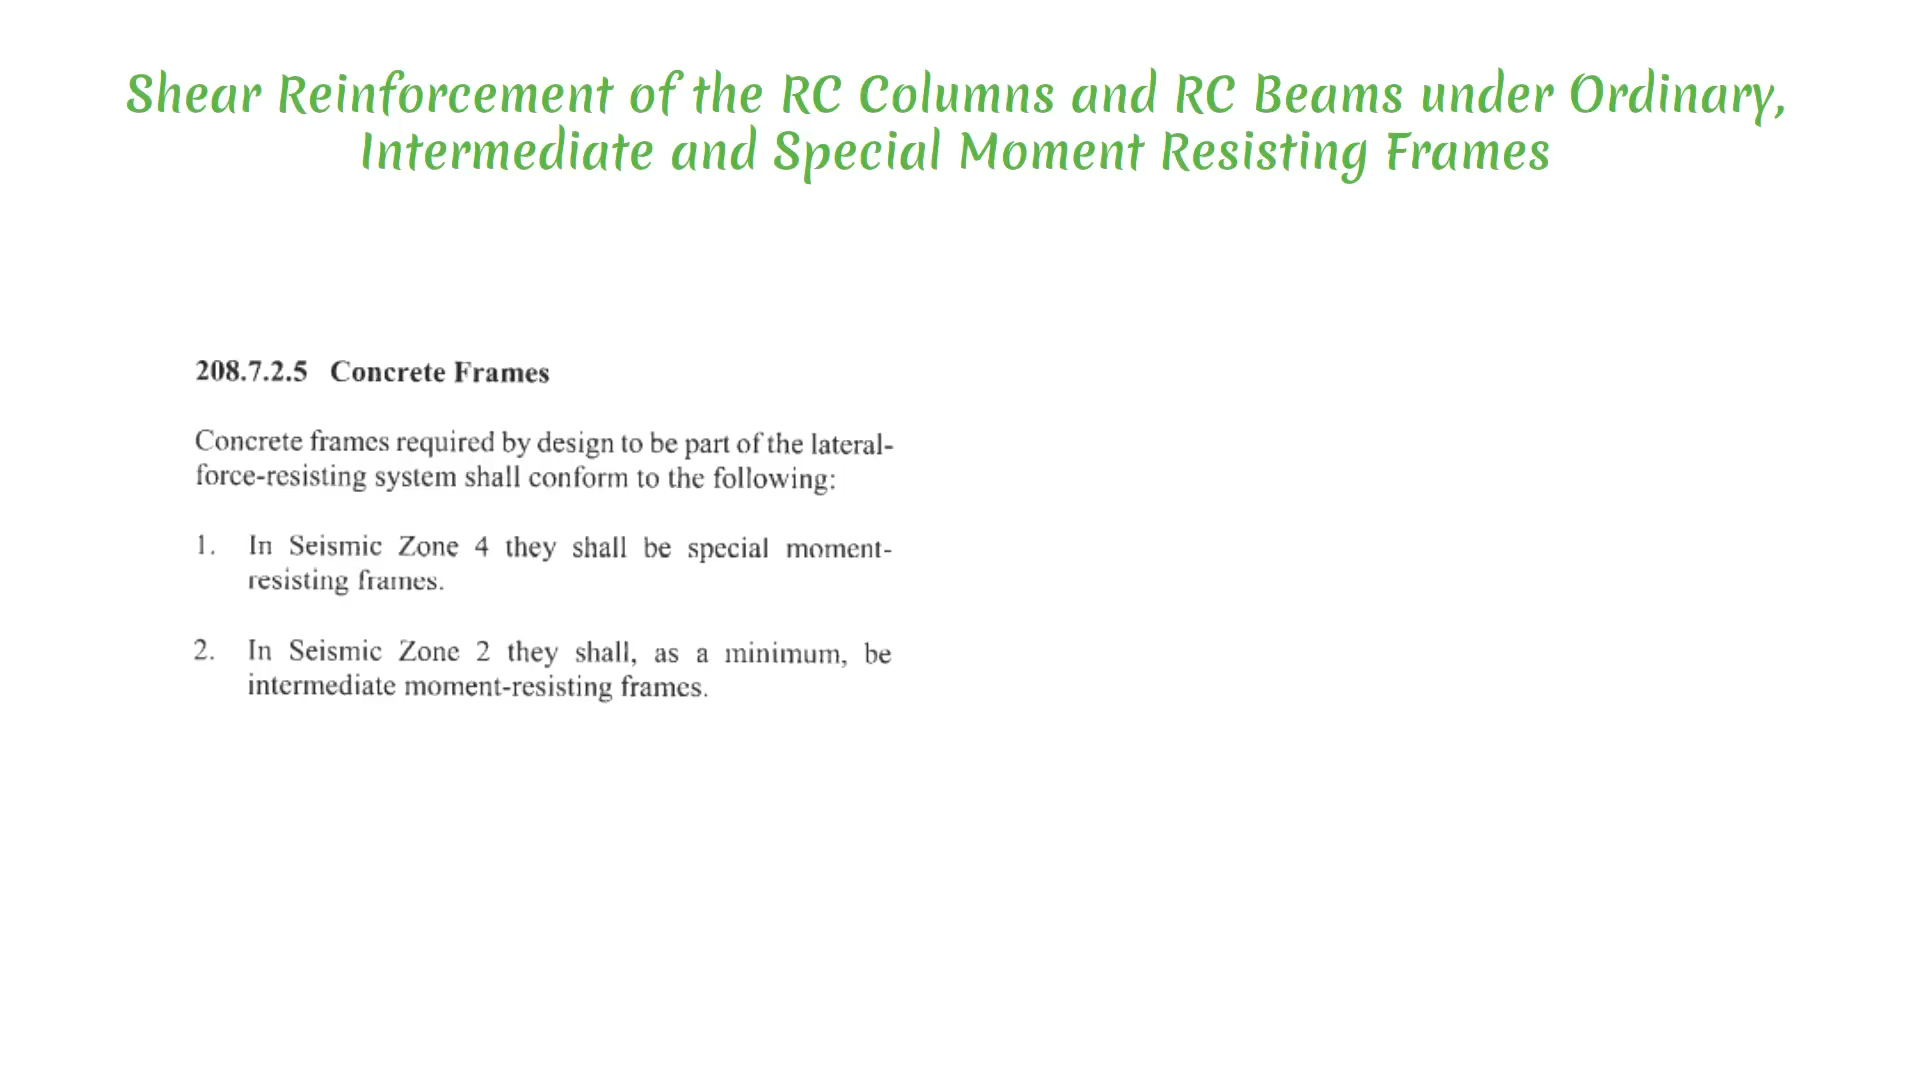 Shear Reinforcement of the RC Columns and RC Beams under Ordinary,
Intermediate and Special Moment Resisting Frames
208.7.2.5 Concrete Frames
Concrete frames required by design to be part of the lateral-
force-resisting system shall conform to the following:
1. In Seismic Zone 4 they shall be special moment-
resisting frames.
2. In Seismic Zone 2 they shall, as a minimum, be
intermediate moment-resisting frames.